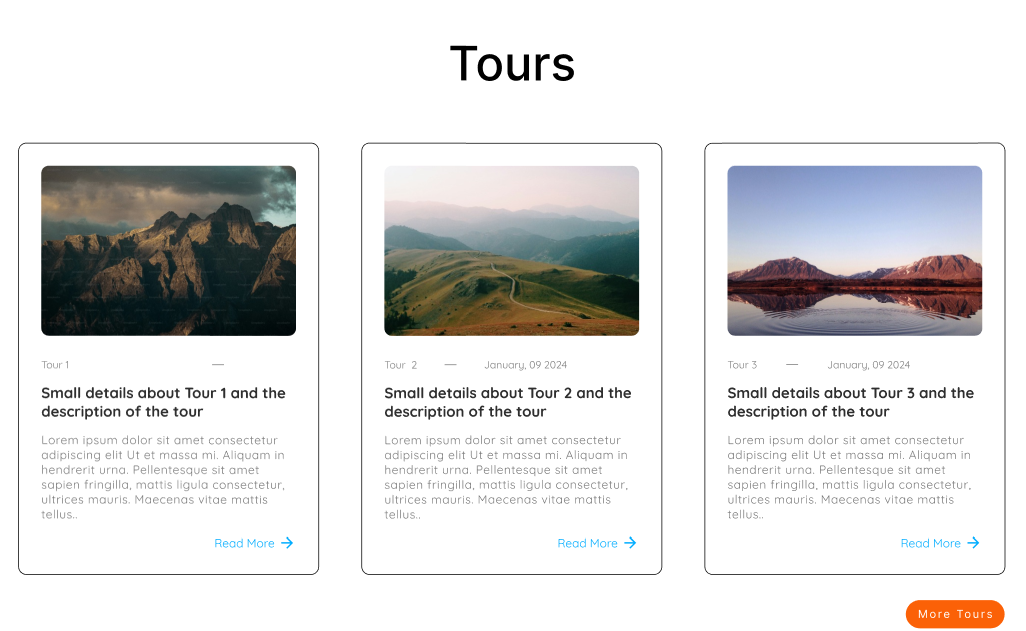 Tours
Tour 1 —
Small details about Tour 1 and the
description of the tour
Lorem ipsum dolor sit amet consectetur
adipiscing elit Ut et massa mi. Aliquam in
hendrerit urna. Pellentesque sit amet
sapien fringilla, mattis ligula consectetur,
ultrices mauris. Maecenas vitae mattis
tellus..
Read More →
Tour 2 — January, 09 2024
Small details about Tour 2 and the
description of the tour
Lorem ipsum dolor sit amet consectetur
adipiscing elit Ut et massa mi. Aliquam in
hendrerit urna. Pellentesque sit amet
sapien fringilla, mattis ligula consectetur,
ultrices mauris. Maecenas vitae mattis
tellus..
Read More →
Tour 3 — January, 09 2024
Small details about Tour 3 and the
description of the tour
Lorem ipsum dolor sit amet consectetur
adipiscing elit Ut et massa mi. Aliquam in
hendrerit urna. Pellentesque sit amet
sapien fringilla, mattis ligula consectetur,
ultrices mauris. Maecenas vitae mattis
tellus..
Read More →
More Tours